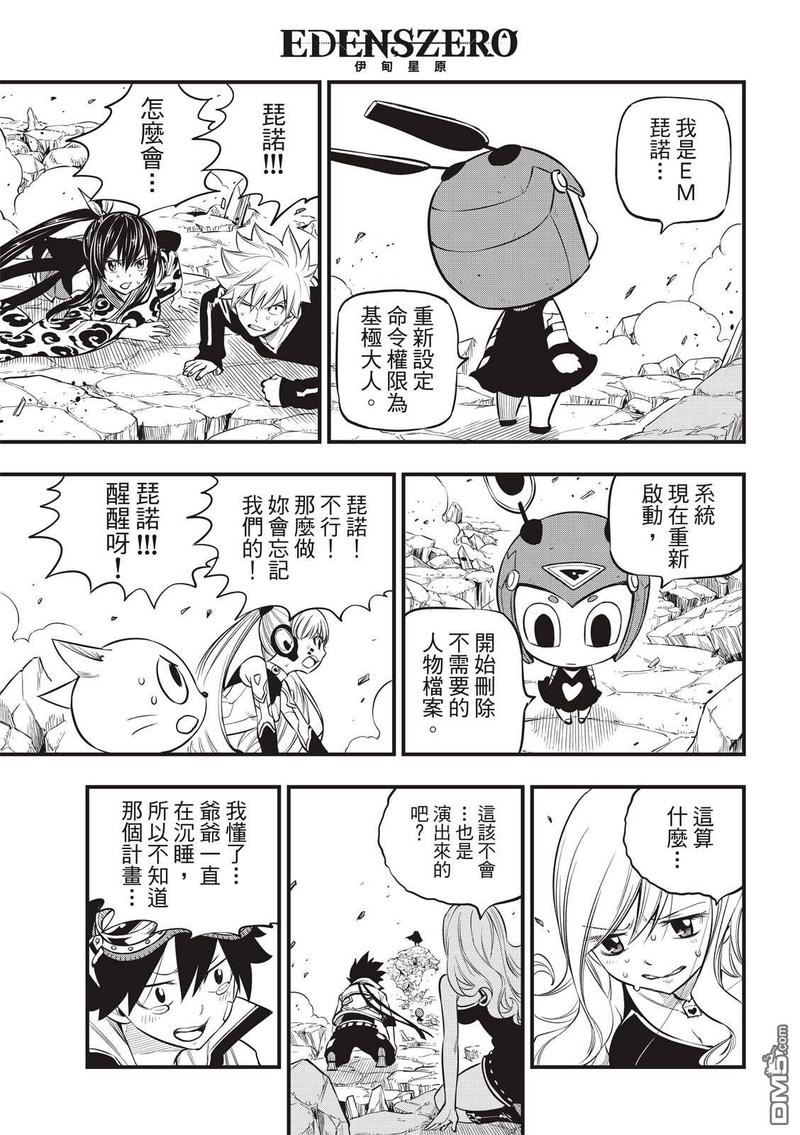 EDENSZERO
伊甸星原
我是EM
琵諾…
重新設定
命令權限為
基極大人。
琵諾!!!
怎麼會…
系統
現在重新
啟動，
開始刪除
不需要的
人物檔案。
琵諾！
不行！
那麼做
妳會忘記
我們的！
琵諾!!!
醒醒呀！
這算
什麼…
這該不會
…也是
演出來的
吧？
我懂了…
爺爺一直
在沉睡，
所以不知道
那個計畫…
DM5.com